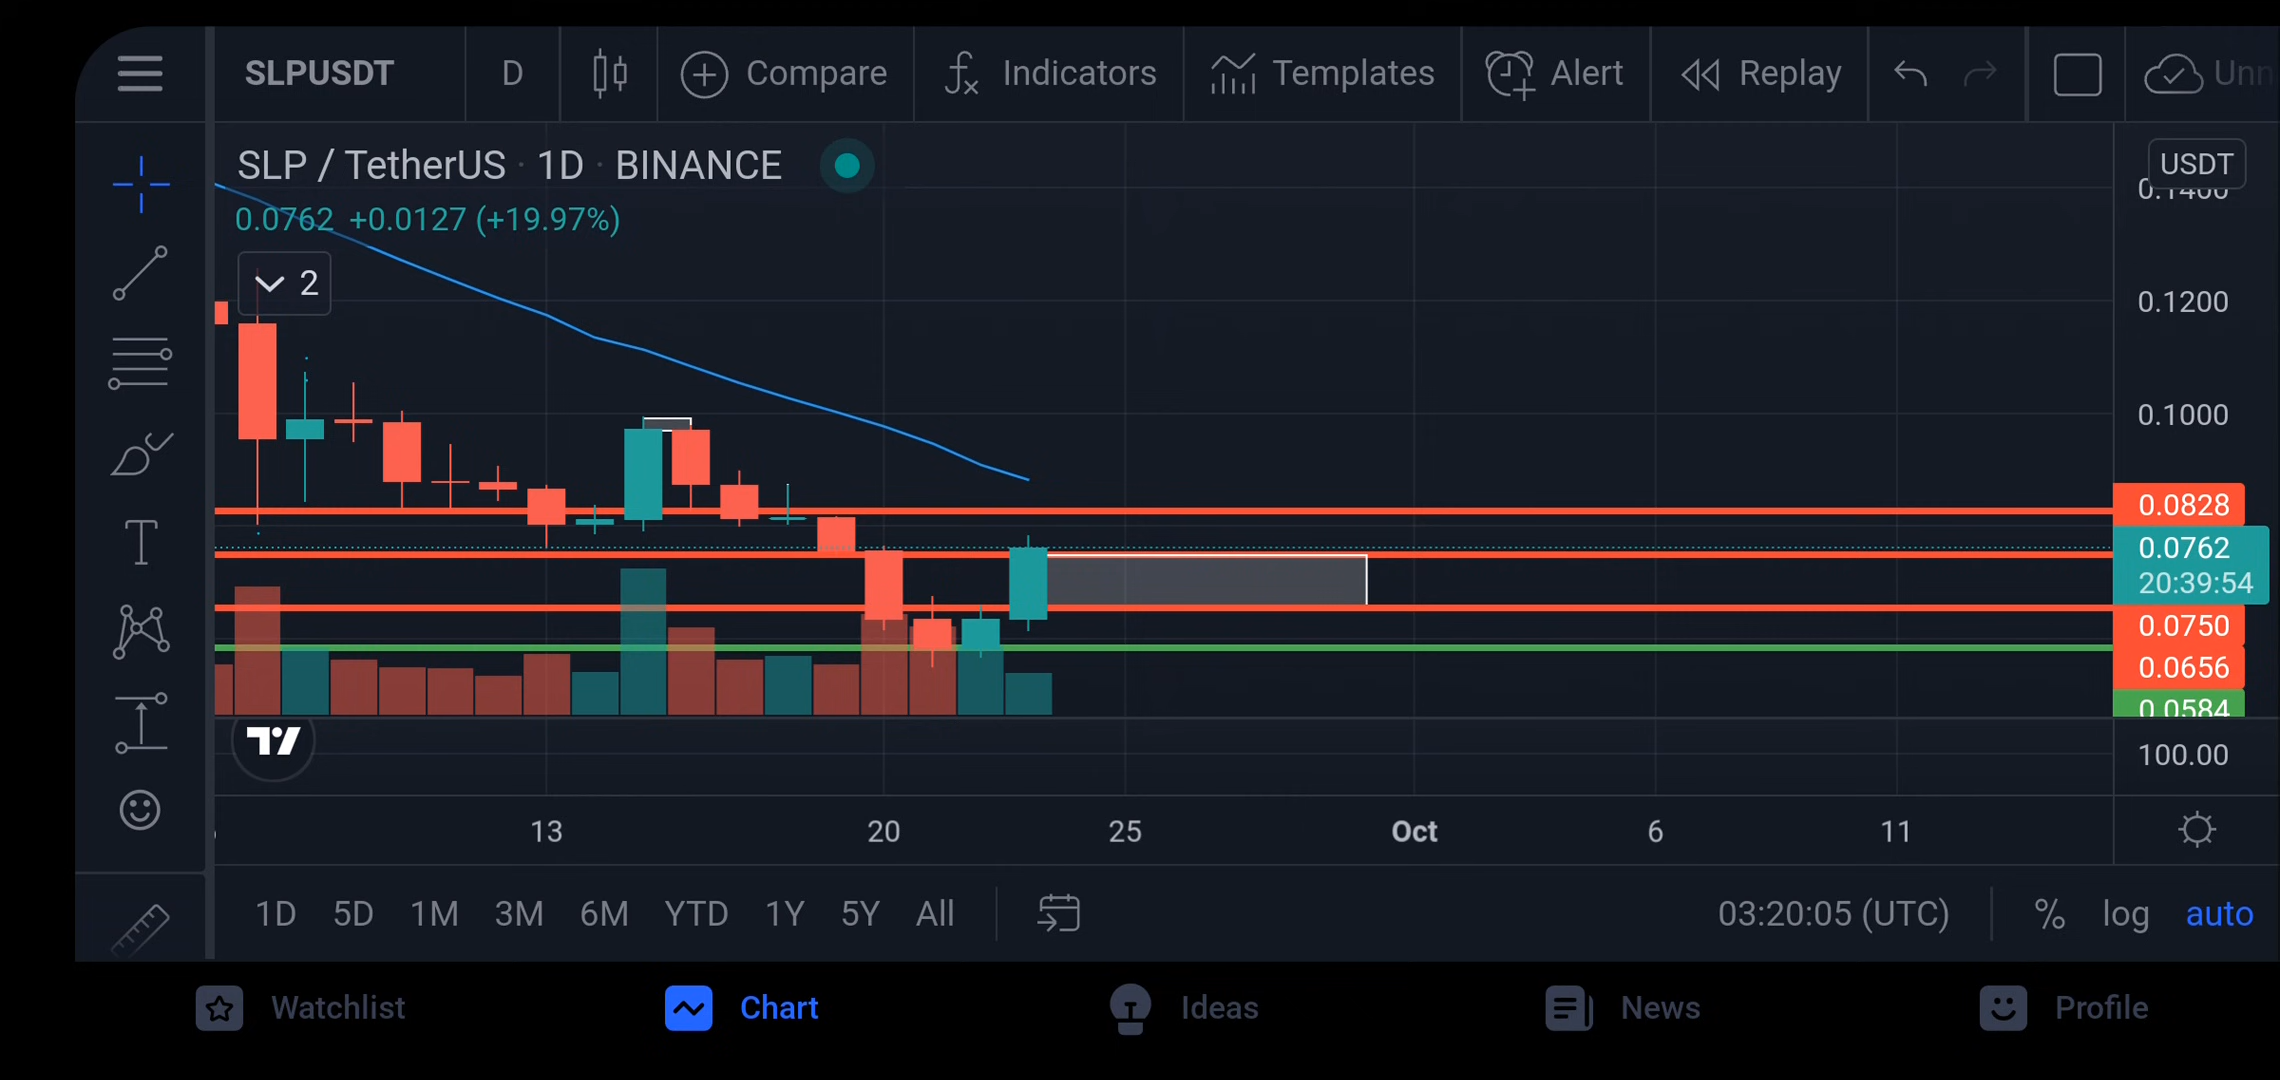 SLPUSDT D Compare Indicators Templates Alert Replay Unn
SLP / TetherUS · 1D · BINANCE
USDT
0.1400
0.0762 +0.0127 (+19.97%)
2
0.1200
0.1000
0.0828
0.0762
20:39:54
0.0750
0.0656
0.0584
100.00
13 20 25 Oct 6 11
1D 5D 1M 3M 6M YTD 1Y 5Y All 03:20:05 (UTC) % log auto
Watchlist Chart Ideas News Profile